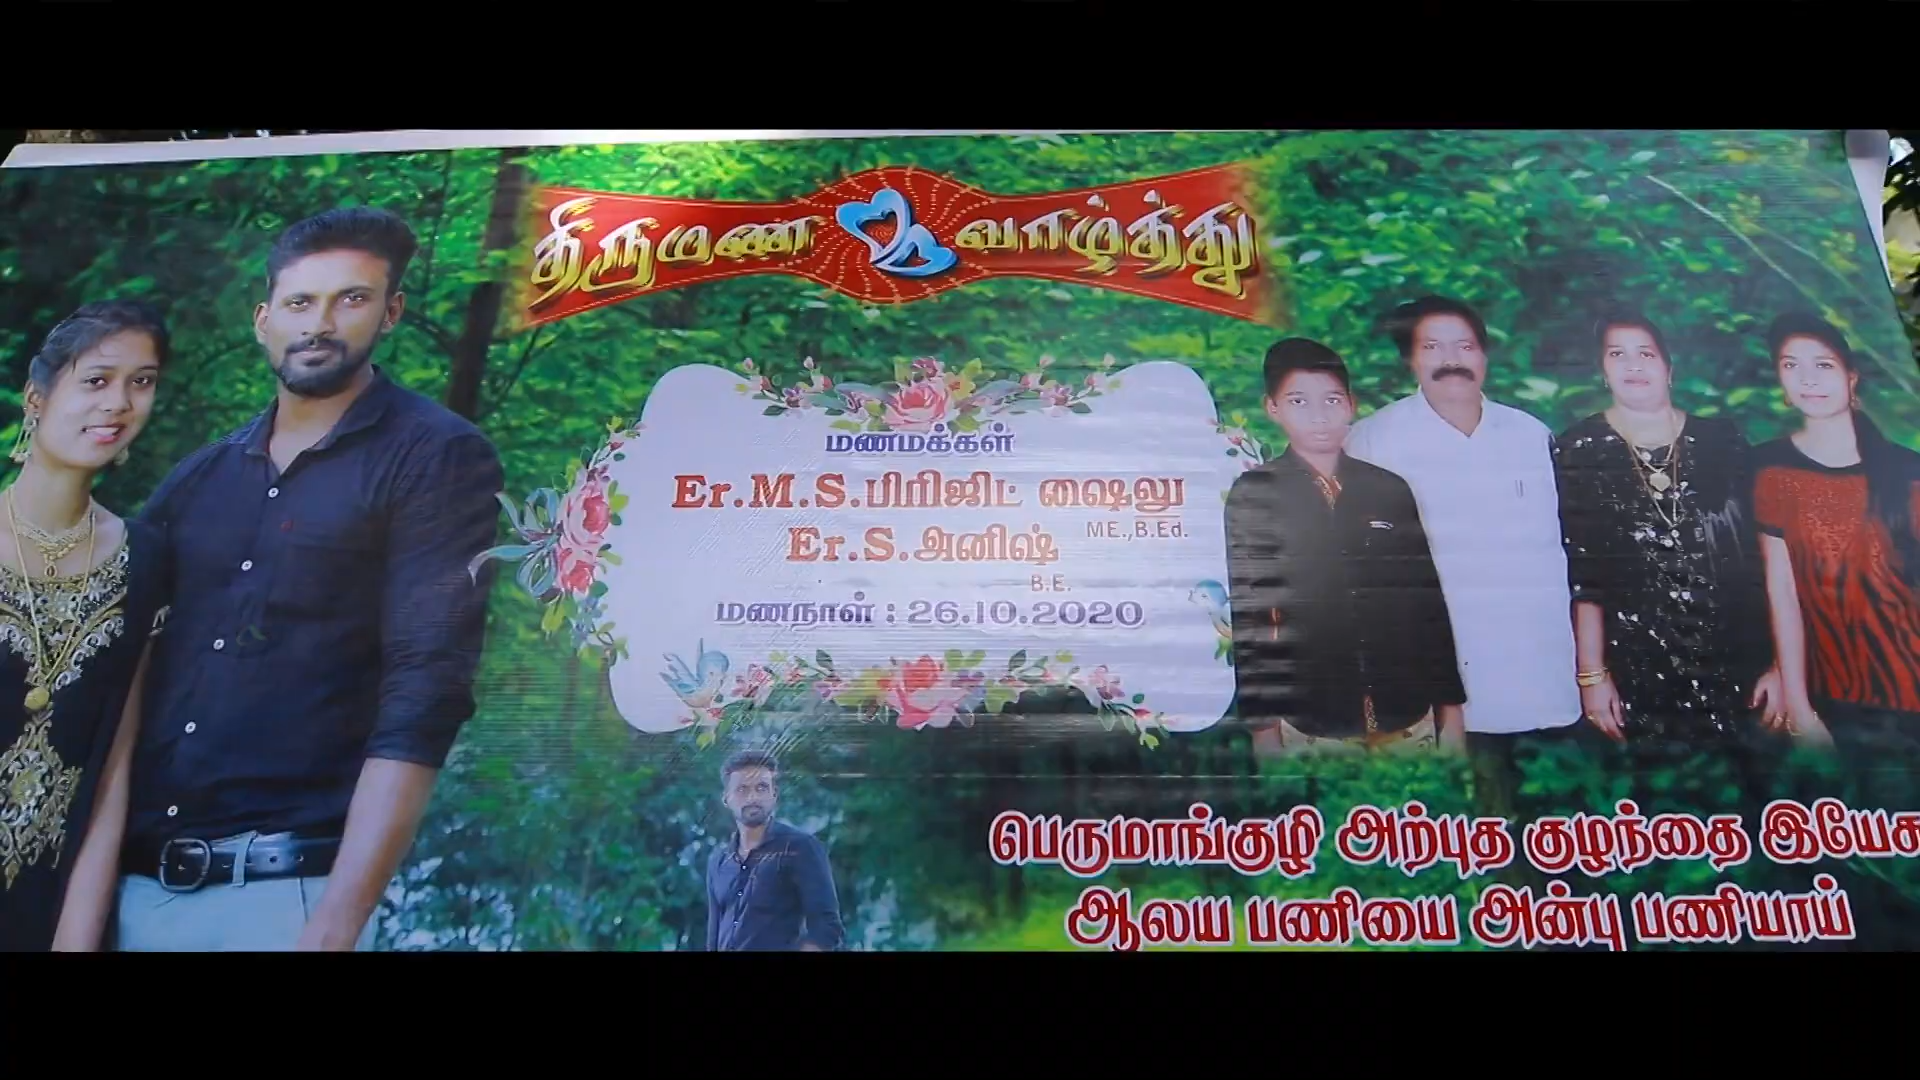 திருமண வாழ்த்து
மணமக்கள்
Er.M.S.பிரிஜிட் ஷைலு
ME.,B.Ed.
Er.S.அனிஷ்
B.E.
மணநாள் : 26.10.2020
பெருமாங்குழி அற்புத குழந்தை இயேசு
ஆலய பணியை அன்பு பணியாய்